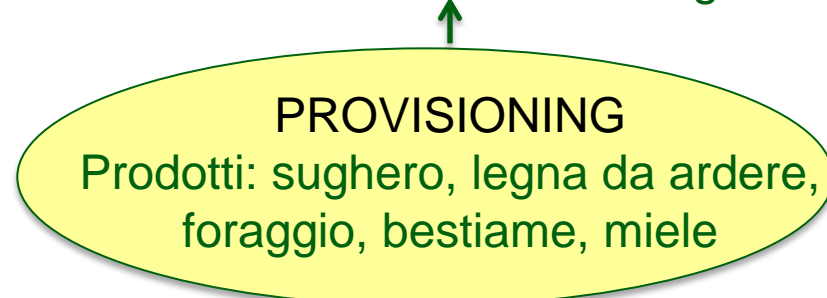 PROVISIONING
Prodotti: sughero, legna da ardere,
foraggio, bestiame, miele